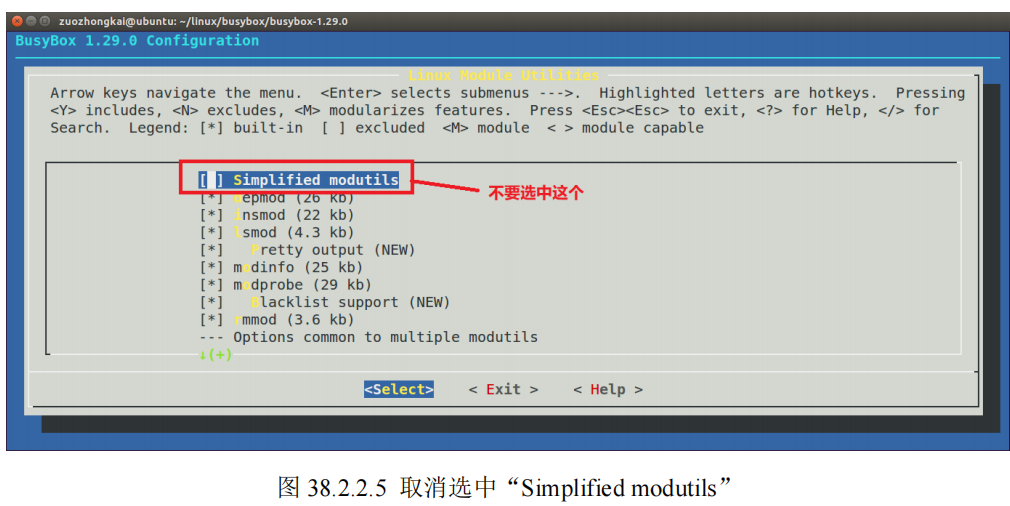 zuozhongkai@ubuntu: ~/linux/busybox/busybox-1.29.0
BusyBox 1.29.0 Configuration
Linux Module Utilities
Arrow keys navigate the menu.  <Enter> selects submenus --->.  Highlighted letters are hotkeys.  Pressing
<Y> includes, <N> excludes, <M> modularizes features.  Press <Esc><Esc> to exit, <?> for Help, </> for
Search.  Legend: [*] built-in  [ ] excluded  <M> module  < > module capable
[ ] Simplified modutils
不要选中这个
[*] depmod (26 kb)
[*] insmod (22 kb)
[*] lsmod (4.3 kb)
[*]   Pretty output (NEW)
[*] modinfo (25 kb)
[*] modprobe (29 kb)
[*]   Blacklist support (NEW)
[*] rmmod (3.6 kb)
--- Options common to multiple modutils
↓(+)
<Select>    < Exit >    < Help >
图 38.2.2.5 取消选中“Simplified modutils”